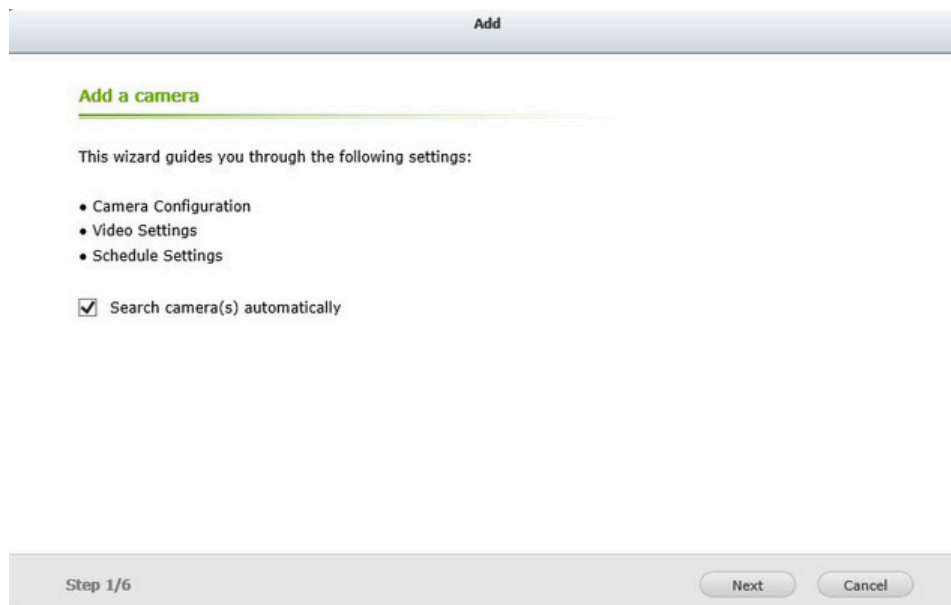 Add
Add a camera
This wizard guides you through the following settings:
• Camera Configuration
• Video Settings
• Schedule Settings
Search camera(s) automatically
Step 1/6
Next
Cancel